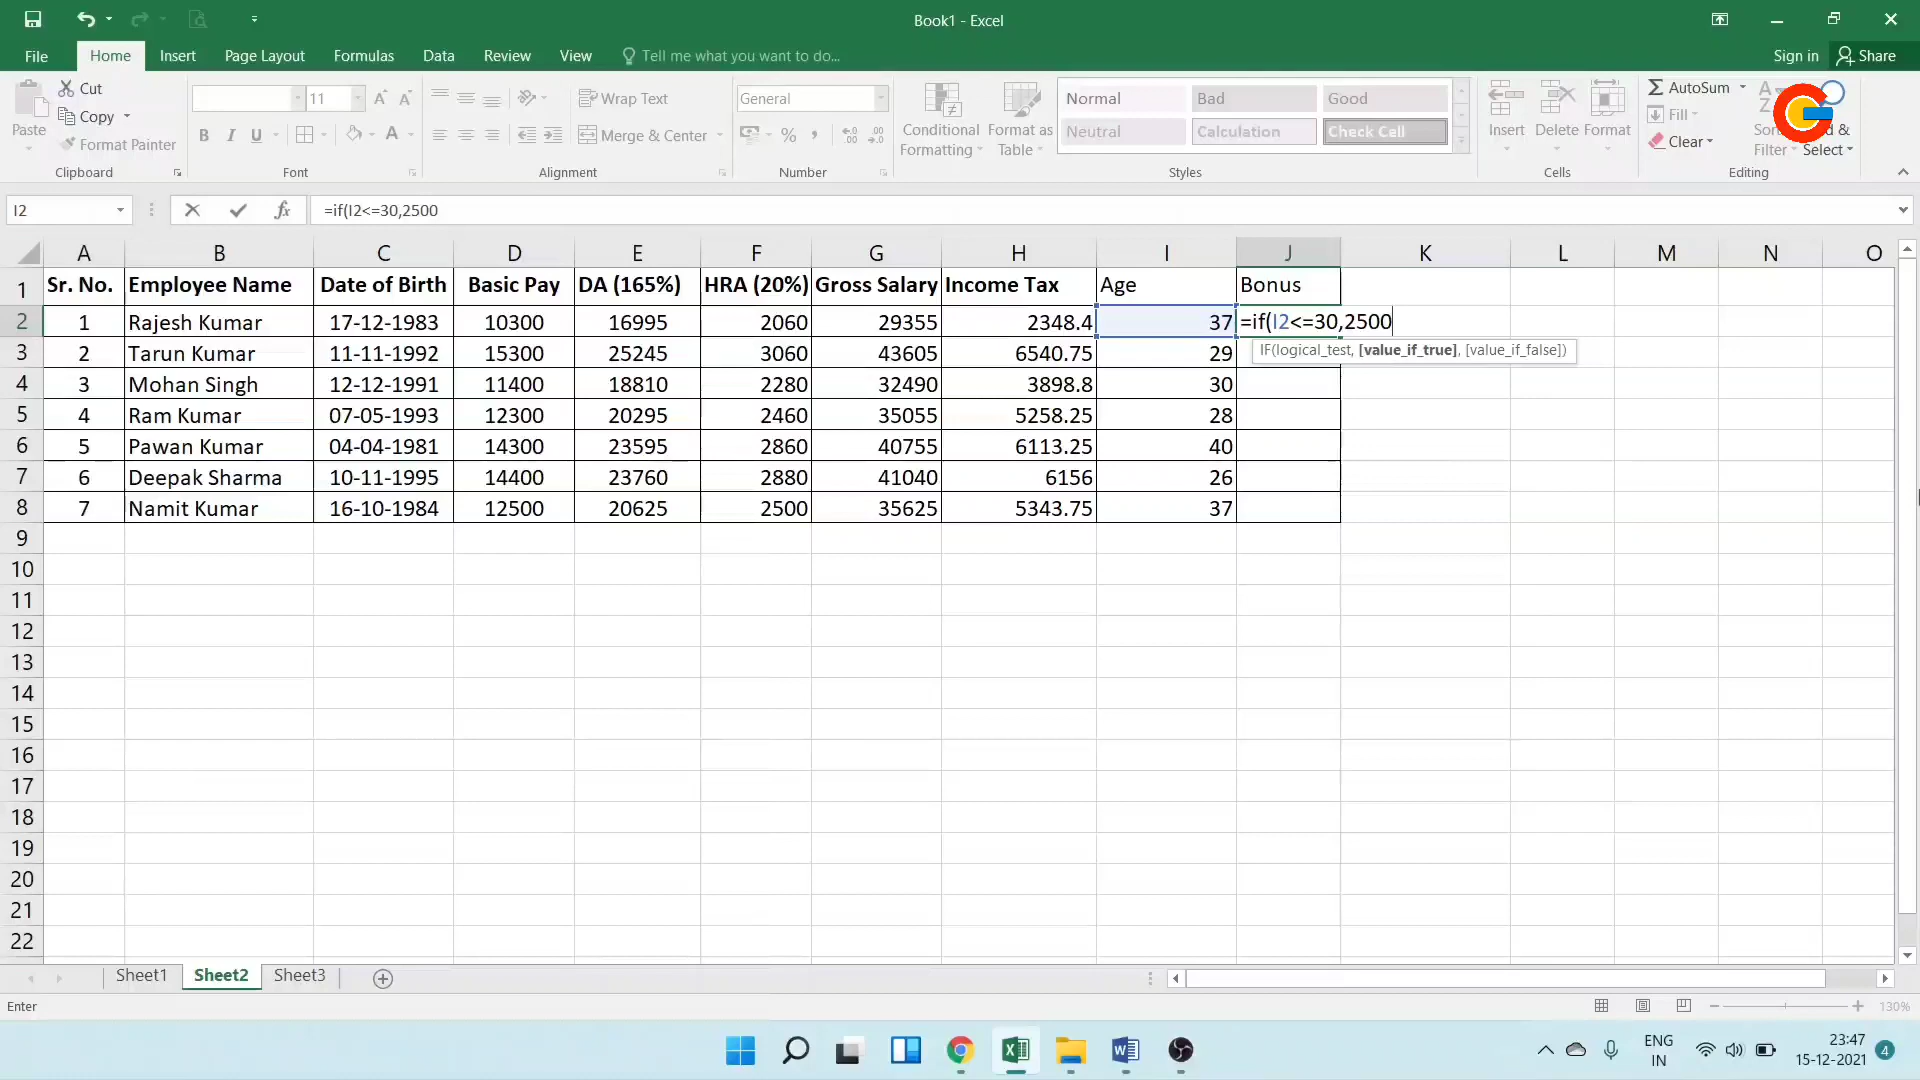 Book1 - Excel
File Home Insert Page Layout Formulas Data Review View Tell me what you want to do... Sign in Share
Paste
Cut
Copy
Format Painter
Clipboard
11
B I U
Font
Wrap Text
Merge & Center
Alignment
General
%
Number
Conditional Formatting
Format as Table
Normal Bad Good
Neutral Calculation Check Cell
Styles
Insert Delete Format
Cells
AutoSum
Fill
Clear
Filter
& Select
Editing
I2 fx =if(I2<=30,2500
A B C D E F G H I J K L M N O
1 Sr. No. Employee Name Date of Birth Basic Pay DA (165%) HRA (20%) Gross Salary Income Tax Age Bonus
2 1 Rajesh Kumar 17-12-1983 10300 16995 2060 29355 2348.4 37 =if(I2<=30,2500
IF(logical_test, [value_if_true], [value_if_false])
3 2 Tarun Kumar 11-11-1992 15300 25245 3060 43605 6540.75 29
4 3 Mohan Singh 12-12-1991 11400 18810 2280 32490 3898.8 30
5 4 Ram Kumar 07-05-1993 12300 20295 2460 35055 5258.25 28
6 5 Pawan Kumar 04-04-1981 14300 23595 2860 40755 6113.25 40
7 6 Deepak Sharma 10-11-1995 14400 23760 2880 41040 6156 26
8 7 Namit Kumar 16-10-1984 12500 20625 2500 35625 5343.75 37
9
10
11
12
13
14
15
16
17
18
19
20
21
22
Sheet1 Sheet2 Sheet3
Enter 130%
ENG
IN
23:47
15-12-2021
4